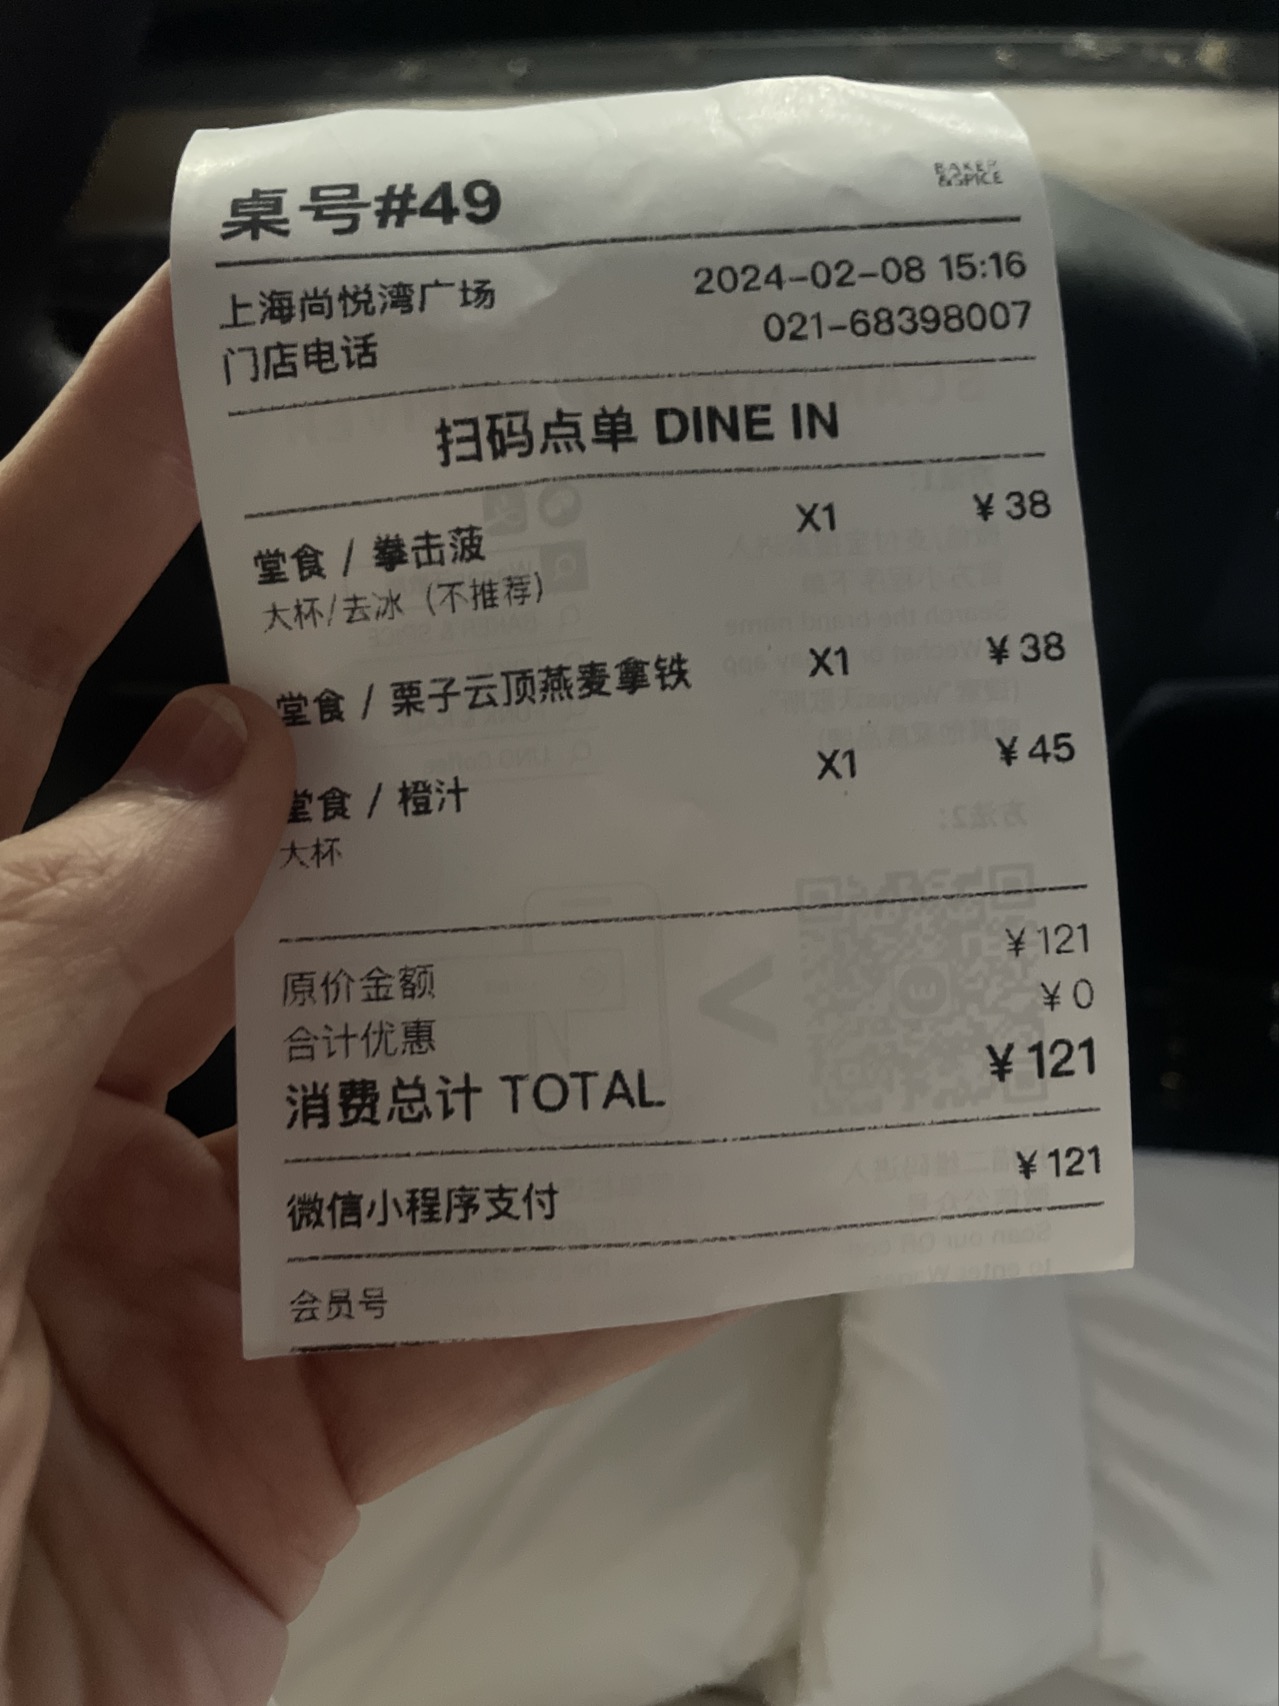 桌号#49
BAKER
&SPICE
上海尚悦湾广场 2024-02-08 15:16
门店电话 021-68398007
扫码点单 DINE IN
堂食 / 拳击菠 X1 ¥38
大杯/去冰（不推荐）
堂食 / 栗子云顶燕麦拿铁 X1 ¥38
堂食 / 橙汁 X1 ¥45
大杯
原价金额 ¥121
合计优惠 ¥0
消费总计 TOTAL ¥121
微信小程序支付 ¥121
会员号